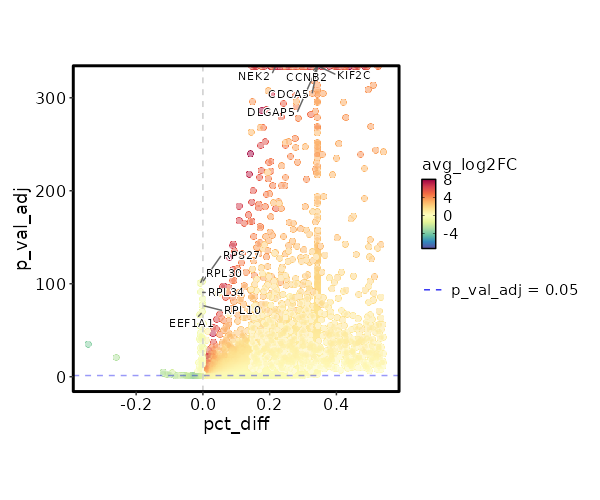 NEK2
CCNB2
KIF2C
CDCA5
DLGAP5
RPS27
RPL30
RPL34
RPL10
EEF1A1
p_val_adj
300
200
100
0
-0.2
0.0
0.2
0.4
pct_diff
avg_log2FC
8
4
0
-4
p_val_adj = 0.05